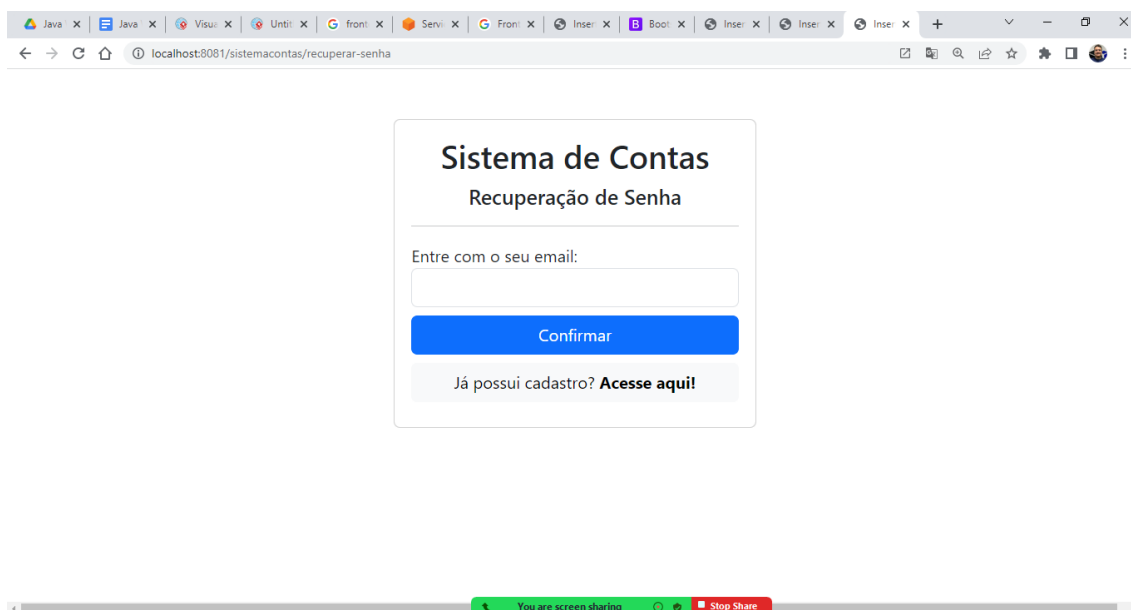 Java
Java
Visua
Untit
front
Servi
Front
Inser
Boot
Inser
Inser
Inser
localhost:8081/sistemacontas/recuperar-senha
Sistema de Contas
Recuperação de Senha
Entre com o seu email:
Confirmar
Já possui cadastro? Acesse aqui!
You are screen sharing
Stop Share